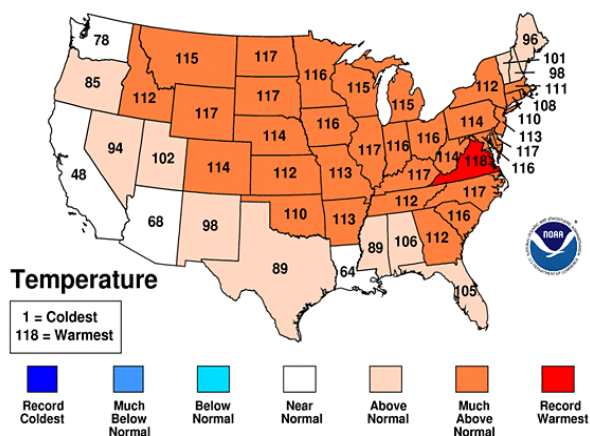 78
96
115
117
116
101
98
85
112
117
115
112
111
108
117
115
110
114
116
114
113
94
102
114
117
116
116
114
118
117
116
48
112
113
117
117
68
98
110
113
112
116
89
106
112
89
64
105
NOAA
Temperature
1 = Coldest
118 = Warmest
Record
Coldest
Much
Below
Normal
Below
Normal
Near
Normal
Above
Normal
Much
Above
Normal
Record
Warmest